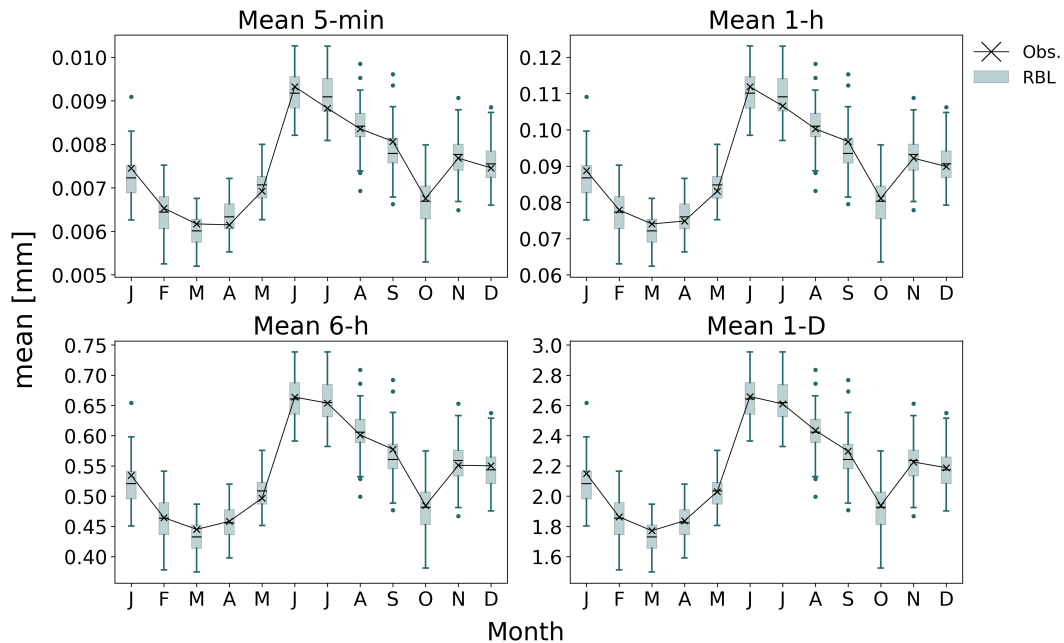 Mean 5-min
Mean 1-h
0.010
0.009
0.008
0.007
0.006
0.005
J F M A M J J A S O N D
0.12
0.11
0.10
0.09
0.08
0.07
0.06
J F M A M J J A S O N D
Obs.
RBL
mean [mm]
Mean 6-h
Mean 1-D
0.75
0.70
0.65
0.60
0.55
0.50
0.45
0.40
J F M A M J J A S O N D
3.0
2.8
2.6
2.4
2.2
2.0
1.8
1.6
J F M A M J J A S O N D
Month